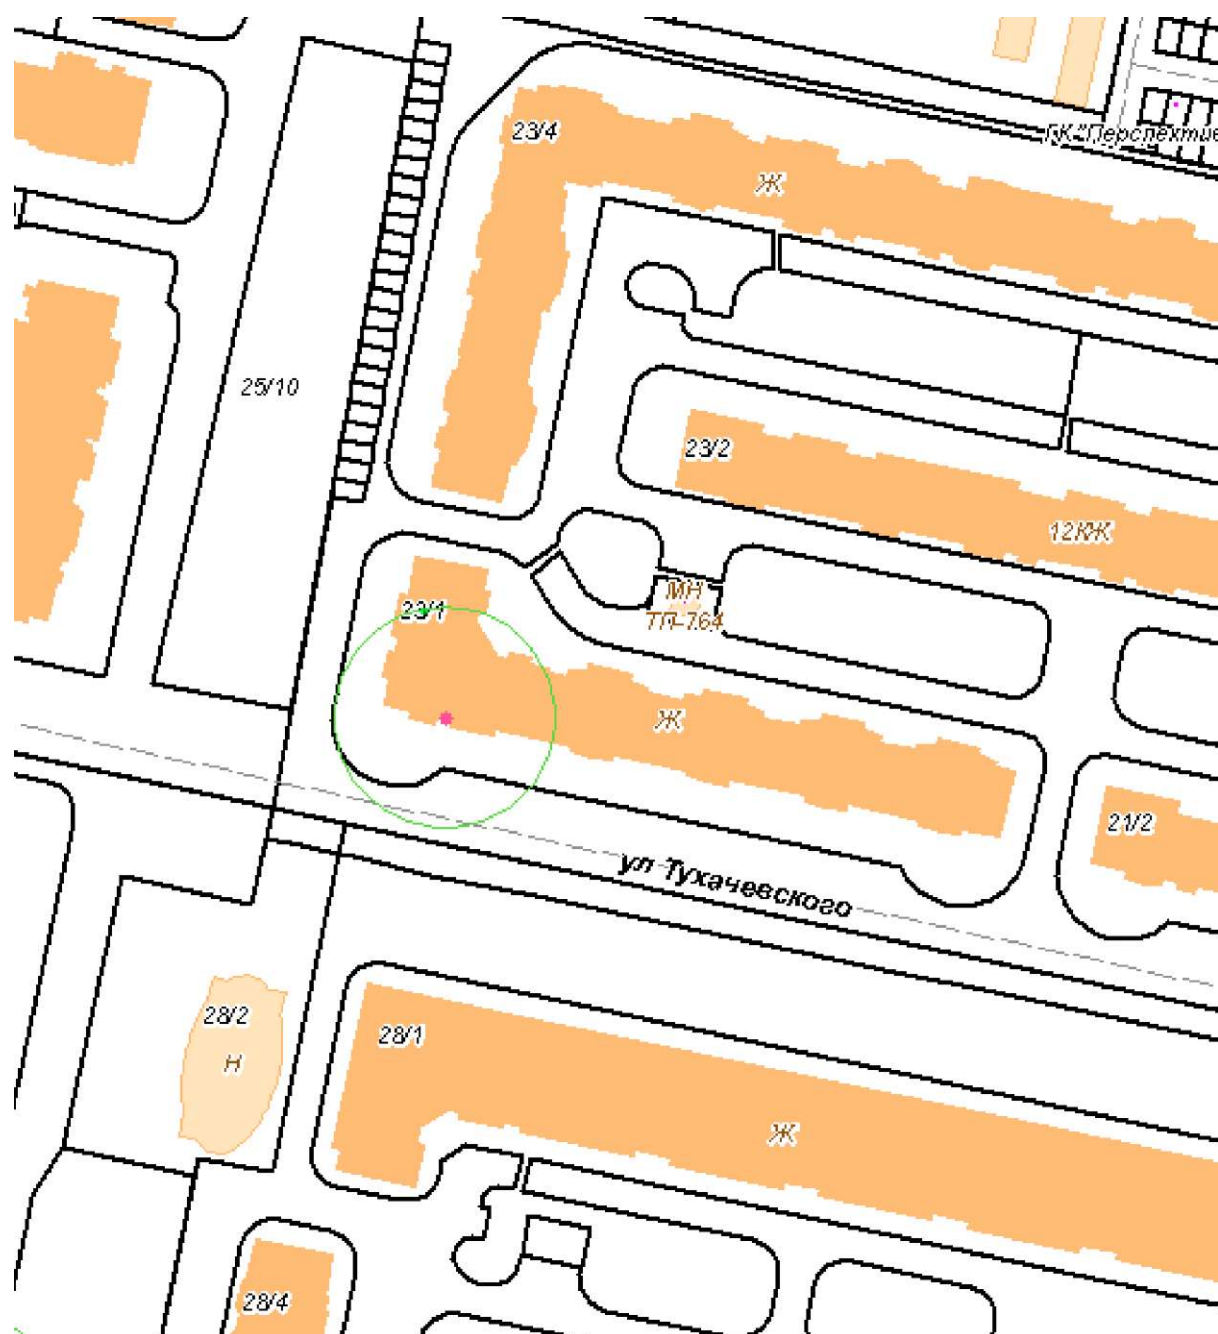 23/4
ГК "Перспектив
Ж
25/10
23/2
12КЖ
МН
ТП-764
23/1
Ж
21/2
ул Тухачевского
28/2
28/1
Н
Ж
28/4